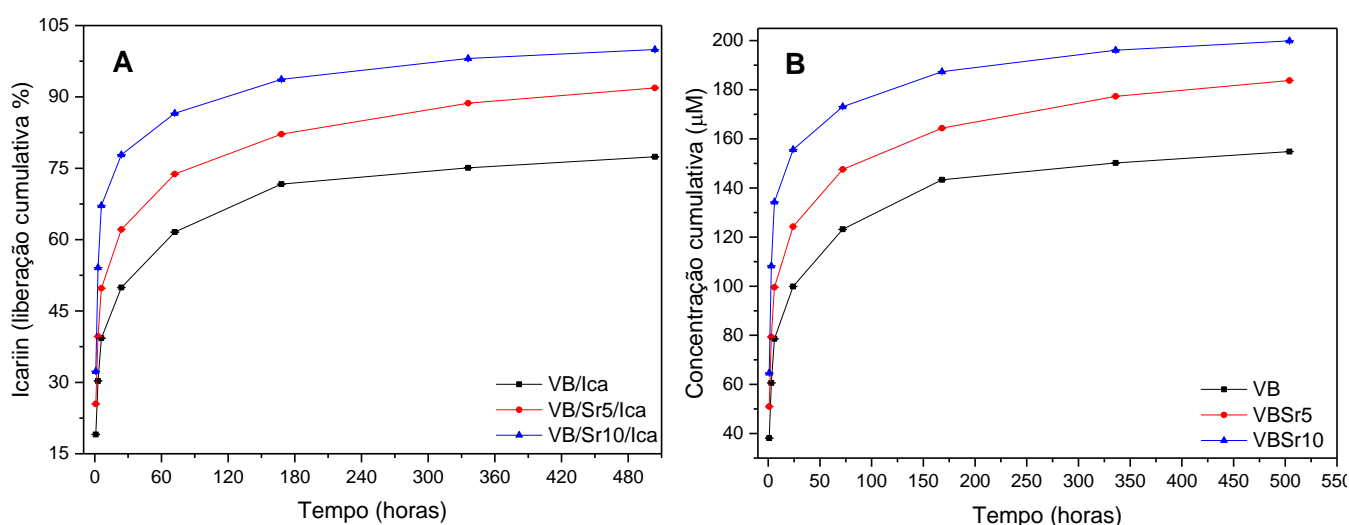 A
Icariin (liberação cumulativa %)
105
90
75
60
45
30
15
0 60 120 180 240 300 360 420 480
Tempo (horas)
VB/Ica
VB/Sr5/Ica
VB/Sr10/Ica
B
Concentração cumulativa (µM)
200
180
160
140
120
100
80
60
40
0 50 100 150 200 250 300 350 400 450 500 550
Tempo (horas)
VB
VBSr5
VBSr10